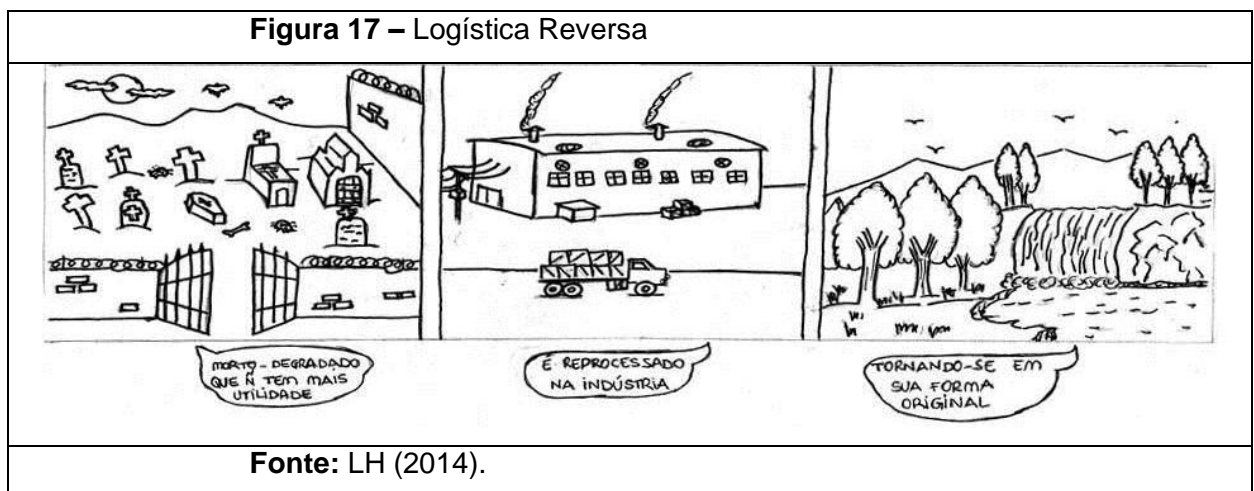 Figura 17 – Logística Reversa
MORTO - DEGRADADO
QUE Ñ TEM MAIS
UTILIDADE
É REPROCESSADO
NA INDÚSTRIA
TORNANDO-SE EM
SUA FORMA
ORIGINAL
Fonte: LH (2014).